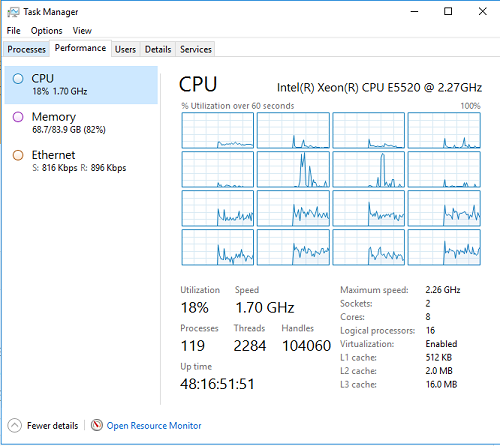 Task Manager
File Options View
Processes Performance Users Details Services
CPU
18% 1.70 GHz
Memory
68.7/83.9 GB (82%)
Ethernet
S: 816 Kbps R: 896 Kbps
CPU Intel(R) Xeon(R) CPU E5520 @ 2.27GHz
% Utilization over 60 seconds 100%
Utilization Speed
18% 1.70 GHz
Processes Threads Handles
119 2284 104060
Up time
48:16:51:51
Maximum speed: 2.26 GHz
Sockets: 2
Cores: 8
Logical processors: 16
Virtualization: Enabled
L1 cache: 512 KB
L2 cache: 2.0 MB
L3 cache: 16.0 MB
Fewer details Open Resource Monitor